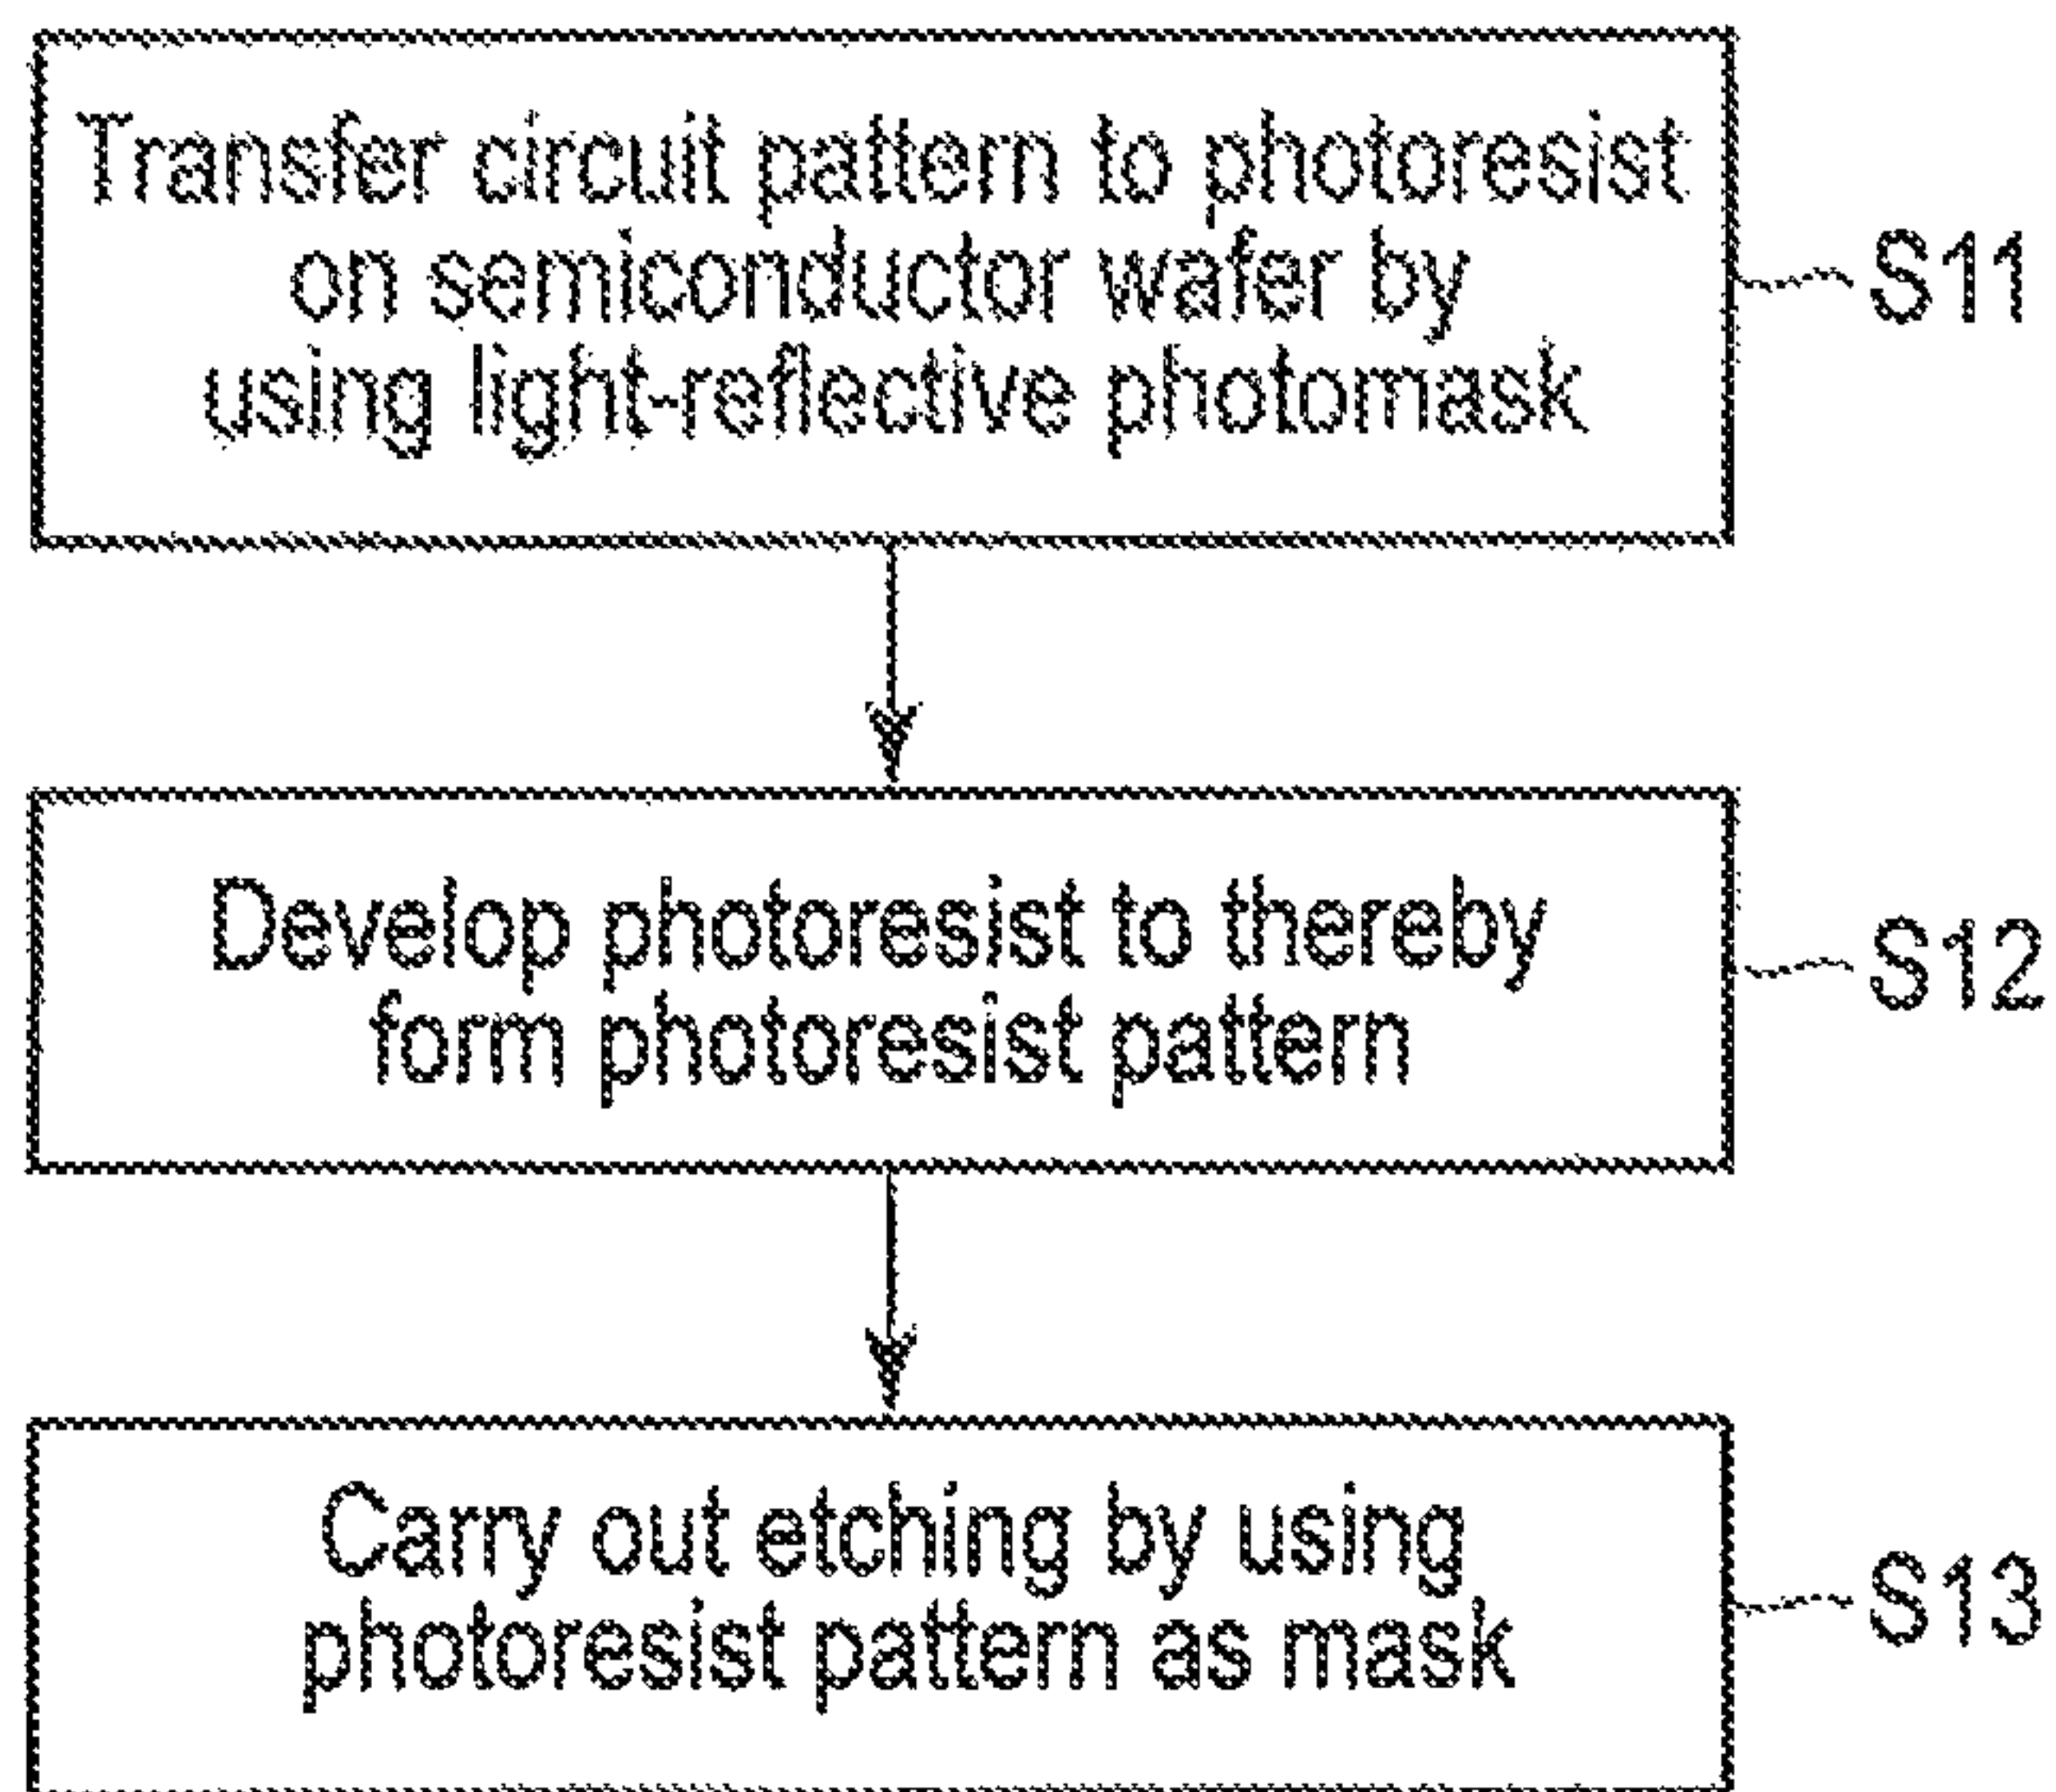 Transfer circuit pattern to photoresist
on semiconductor wafer by
using light-reflective photomask
S11
Develop photoresist to thereby
form photoresist pattern
S12
Carry out etching by using
photoresist pattern as mask
S13